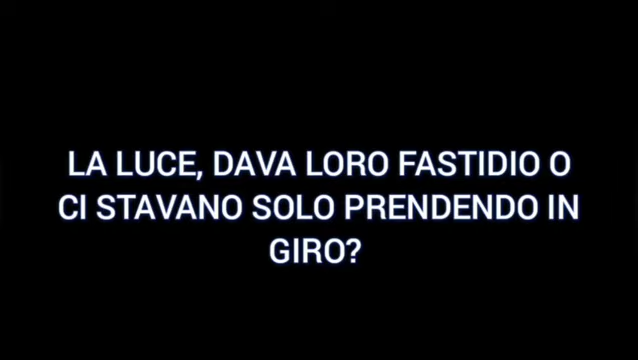 LA LUCE, DAVA LORO FASTIDIO O
CI STAVANO SOLO PRENDENDO IN
GIRO?